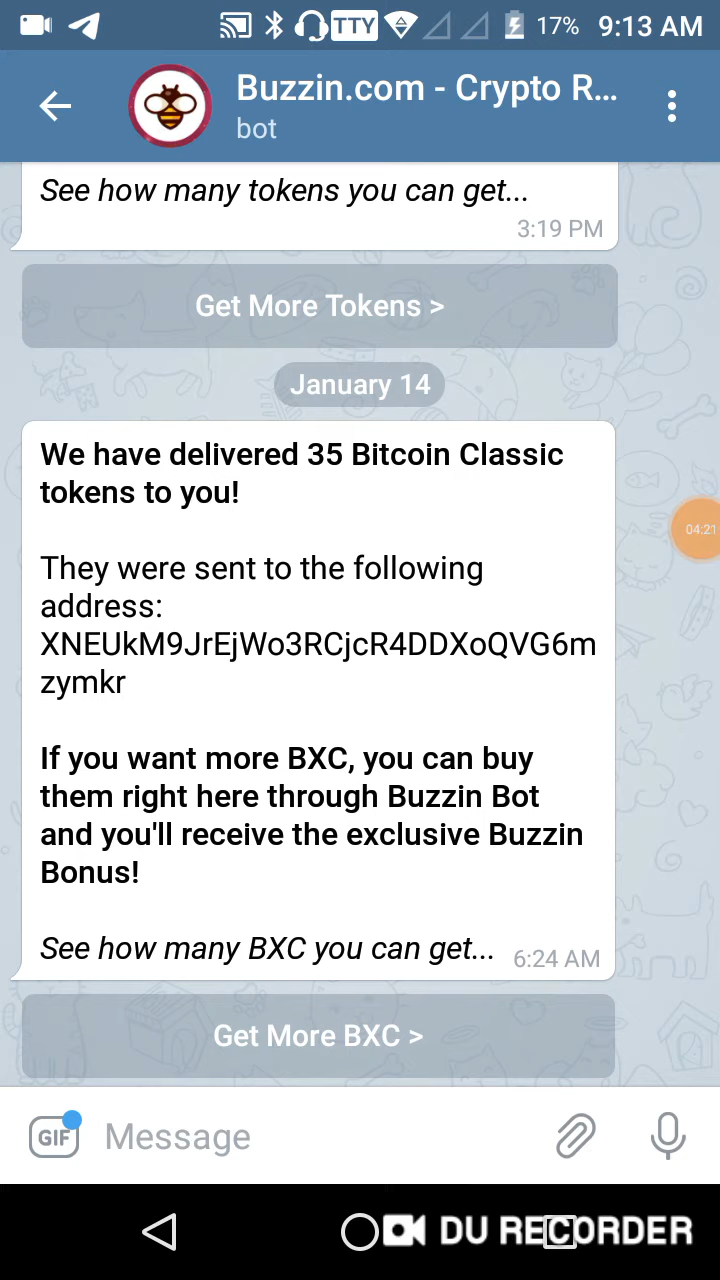 TTY 17% 9:13 AM
Buzzin.com - Crypto R...
bot
See how many tokens you can get...
3:19 PM
Get More Tokens >
January 14
We have delivered 35 Bitcoin Classic
tokens to you!
04:21
They were sent to the following
address:
XNEUkM9JrEjWo3RCjcR4DDXoQVG6m
zymkr
If you want more BXC, you can buy
them right here through Buzzin Bot
and you'll receive the exclusive Buzzin
Bonus!
See how many BXC you can get... 6:24 AM
Get More BXC >
GIF Message
DU RECORDER